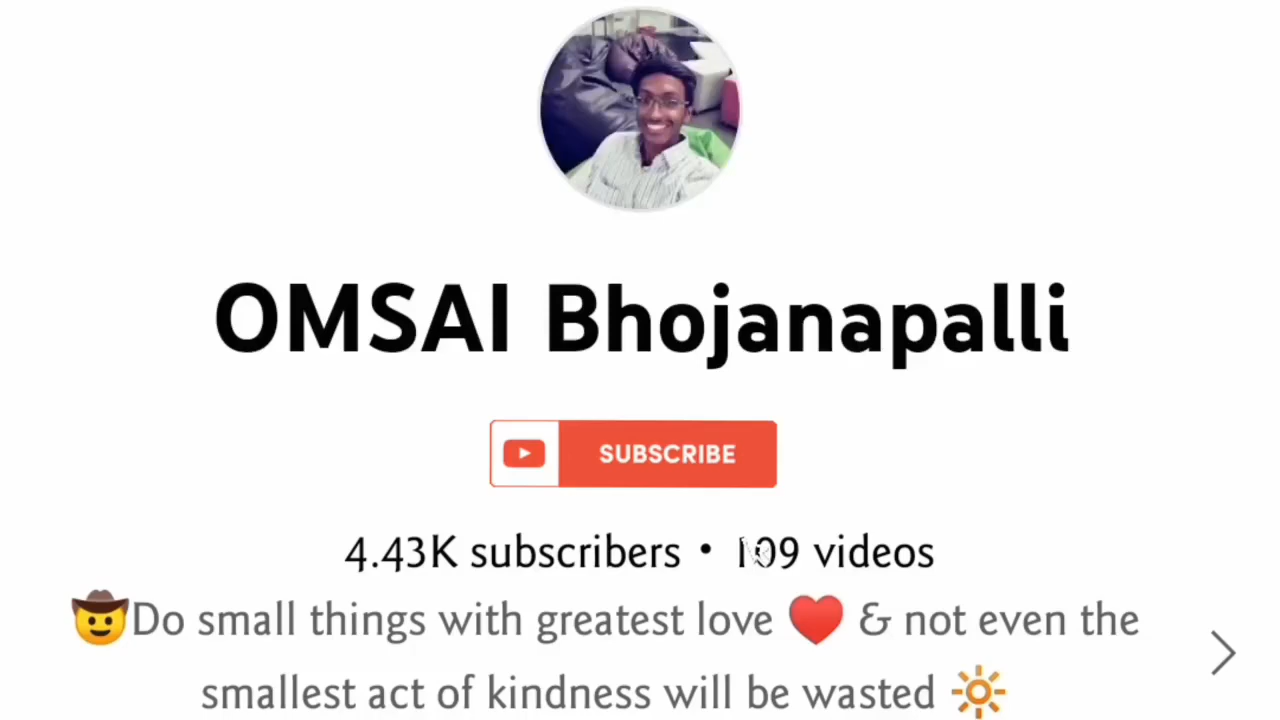 OMSAI Bhojanapalli
SUBSCRIBE
4.43K subscribers • 109 videos
🤠Do small things with greatest love ♥️ & not even the
smallest act of kindness will be wasted 🔆